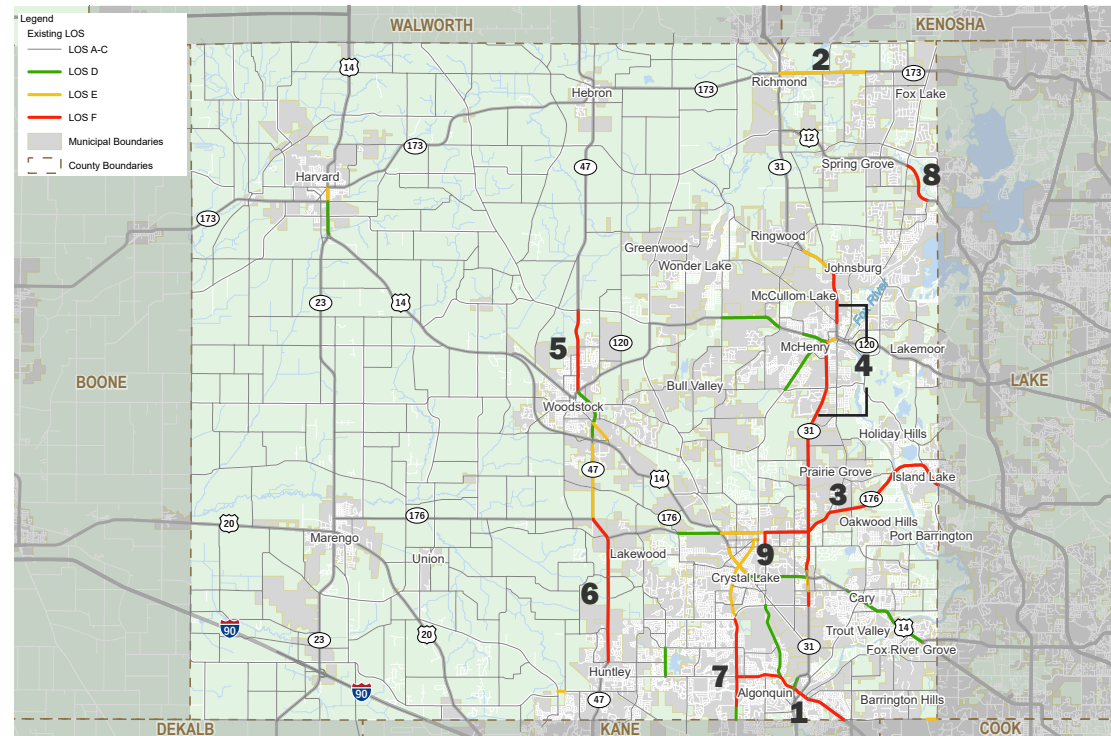 Legend
Existing LOS
LOS A-C
LOS D
LOS E
LOS F
Municipal Boundaries
County Boundaries
WALWORTH
KENOSHA
14
2
173
Richmond
Hebron
173
Fox Lake
12
173
47
31
Spring Grove
8
Harvard
173
Ringwood
Greenwood
Wonder Lake
Johnsburg
McCullom Lake
Fox River
23
14
5
120
McHenry
120
Lakemoor
4
BOONE
Bull Valley
LAKE
Woodstock
31
Holiday Hills
47
14
Prairie Grove
Island Lake
3
176
20
176
176
Oakwood Hills
Marengo
Port Barrington
Union
Lakewood
9
Crystal Lake
6
Cary
90
20
Trout Valley
14
23
31
Fox River Grove
Huntley
7
90
47
Algonquin
Barrington Hills
1
DEKALB
KANE
COOK